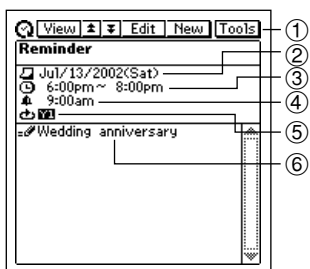 View Edit New Tools ①
Reminder
②
Jul/13/2002(Sat)
③
6:00pm~ 8:00pm
④
9:00am
Y1
⑤
Wedding anniversary
⑥